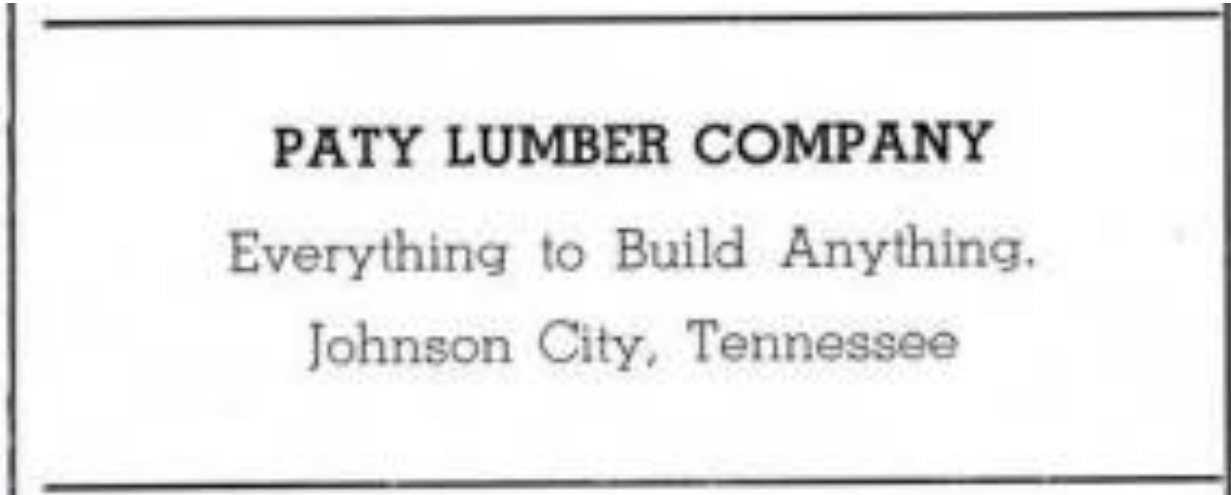 PATY LUMBER COMPANY
Everything to Build Anything.
Johnson City, Tennessee